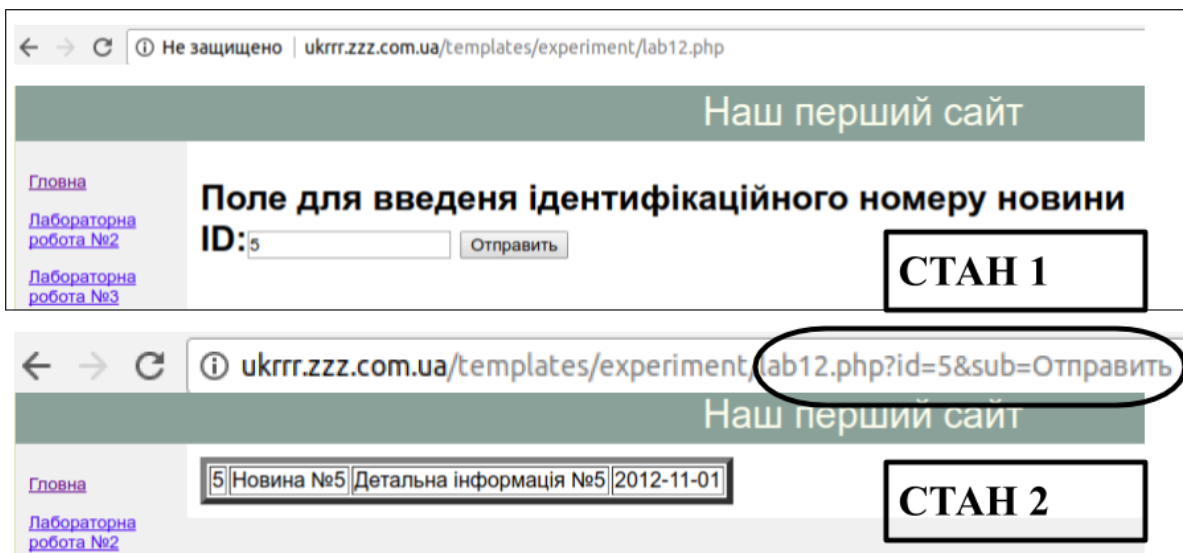 Не защищено | ukrrr.zzz.com.ua/templates/experiment/lab12.php
Наш перший сайт
Гловна
Лабораторна
робота №2
Лабораторна
робота №3
Поле для введеня ідентифікаційного номеру новини
ID: 5 Отправить
СТАН 1
ukrrr.zzz.com.ua/templates/experiment/lab12.php?id=5&sub=Отправить
Наш перший сайт
Гловна
Лабораторна
робота №2
5 Новина №5 Детальна інформація №5 2012-11-01
СТАН 2